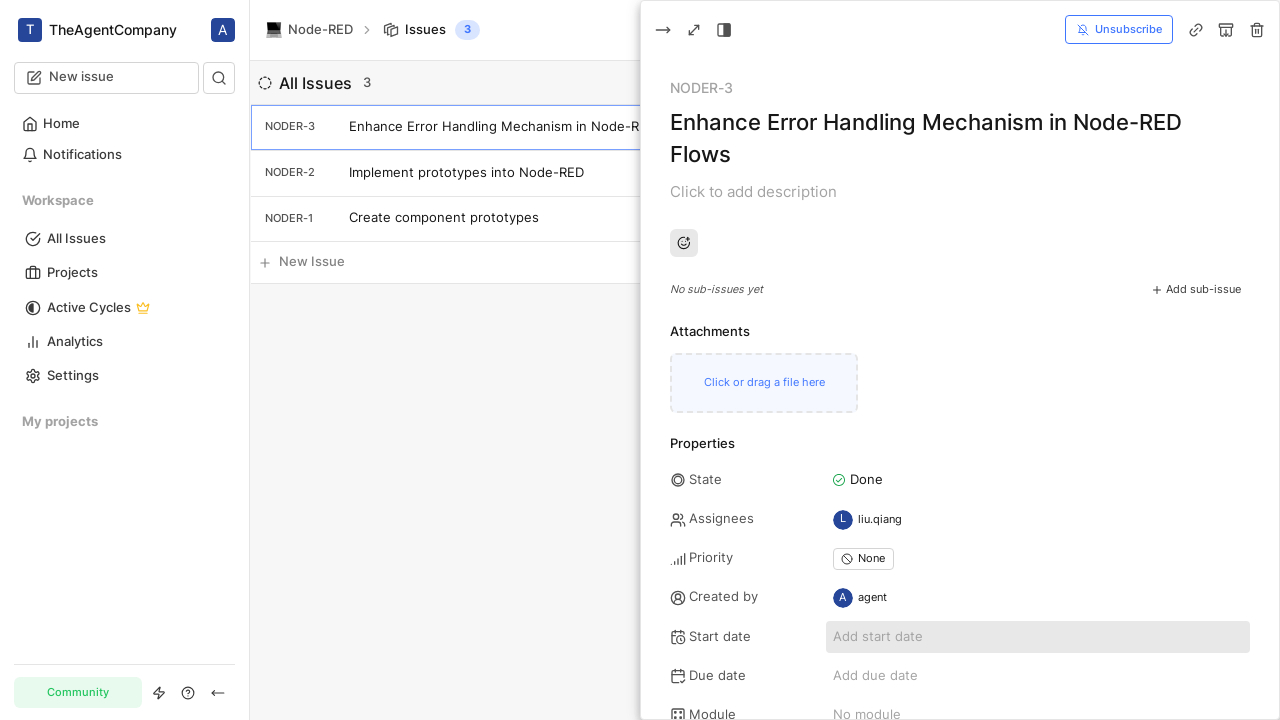 T TheAgentCompany A
New issue
Home
Notifications
Workspace
All Issues
Projects
Active Cycles
Analytics
Settings
My projects
Community
Node-RED Issues 3
All Issues 3
NODER-3 Enhance Error Handling Mechanism in Node-R
NODER-2 Implement prototypes into Node-RED
NODER-1 Create component prototypes
New Issue
Unsubscribe
NODER-3
Enhance Error Handling Mechanism in Node-RED
Flows
Click to add description
No sub-issues yet Add sub-issue
Attachments
Click or drag a file here
Properties
State Done
Assignees L liu.qiang
Priority None
Created by A agent
Start date Add start date
Due date Add due date
Module No module